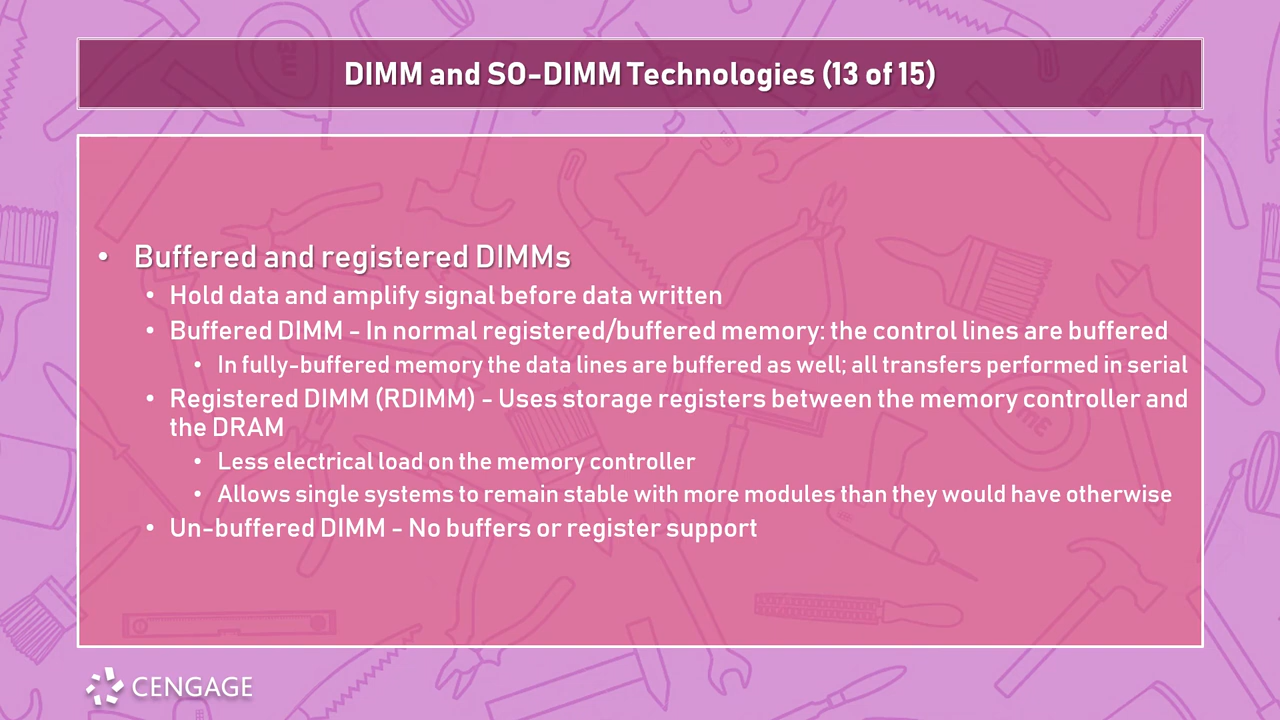 DIMM and SO-DIMM Technologies (13 of 15)
• Buffered and registered DIMMs
• Hold data and amplify signal before data written
• Buffered DIMM - In normal registered/buffered memory: the control lines are buffered
• In fully-buffered memory the data lines are buffered as well; all transfers performed in serial
• Registered DIMM (RDIMM) - Uses storage registers between the memory controller and
the DRAM
• Less electrical load on the memory controller
• Allows single systems to remain stable with more modules than they would have otherwise
• Un-buffered DIMM - No buffers or register support
mE
mE
CENGAGE